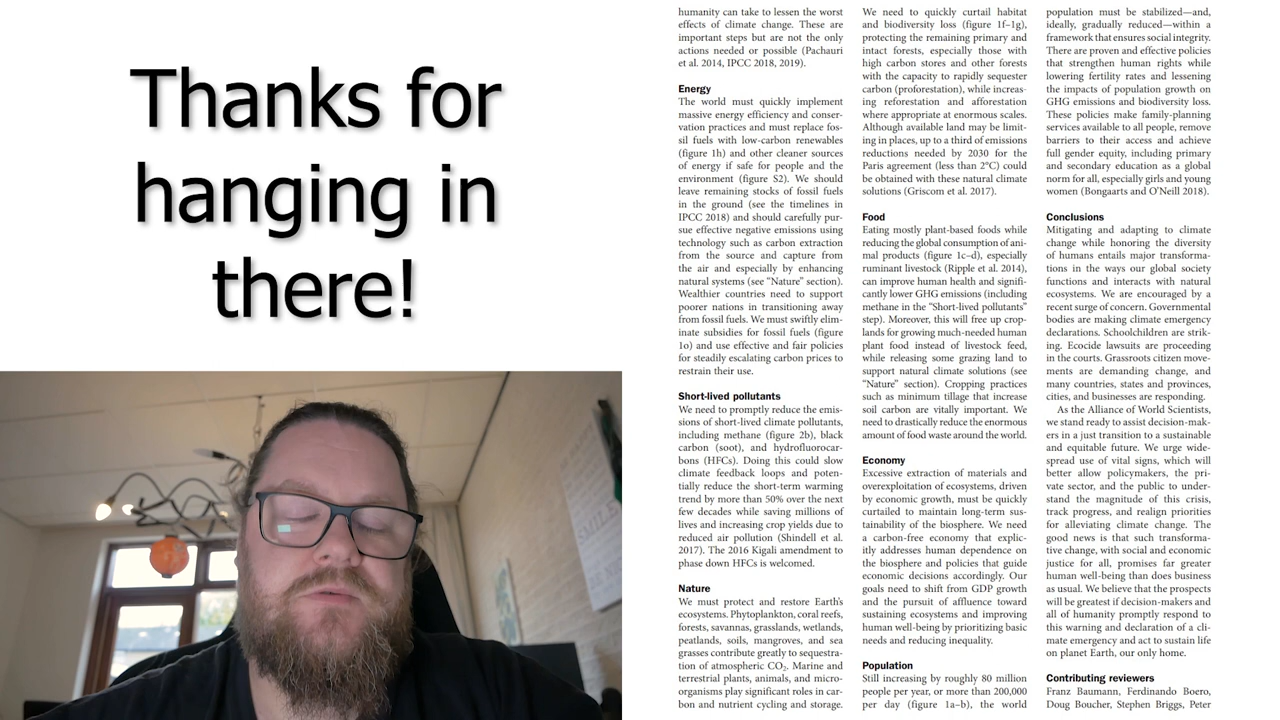 Thanks for
hanging in
there!
humanity can take to lessen the worst
effects of climate change. These are
important steps but are not the only
actions needed or possible (Pachauri
et al. 2014, IPCC 2018, 2019).
Energy
The world must quickly implement
massive energy efficiency and conser-
vation practices and must replace fos-
sil fuels with low-carbon renewables
(figure 1h) and other cleaner sources
of energy if safe for people and the
environment (figure S2). We should
leave remaining stocks of fossil fuels
in the ground (see the timelines in
IPCC 2018) and should carefully pur-
sue effective negative emissions using
technology such as carbon extraction
from the source and capture from
the air and especially by enhancing
natural systems (see "Nature" section).
Wealthier countries need to support
poorer nations in transitioning away
from fossil fuels. We must swiftly elim-
inate subsidies for fossil fuels (figure
1o) and use effective and fair policies
for steadily escalating carbon prices to
restrain their use.
Short-lived pollutants
We need to promptly reduce the emis-
sions of short-lived climate pollutants,
including methane (figure 2b), black
carbon (soot), and hydrofluorocar-
bons (HFCs). Doing this could slow
climate feedback loops and poten-
tially reduce the short-term warming
trend by more than 50% over the next
few decades while saving millions of
lives and increasing crop yields due to
reduced air pollution (Shindell et al.
2017). The 2016 Kigali amendment to
phase down HFCs is welcomed.
Nature
We must protect and restore Earth's
ecosystems. Phytoplankton, coral reefs,
forests, savannas, grasslands, wetlands,
peatlands, soils, mangroves, and sea
grasses contribute greatly to sequestra-
tion of atmospheric CO₂. Marine and
terrestrial plants, animals, and micro-
organisms play significant roles in car-
bon and nutrient cycling and storage.
We need to quickly curtail habitat
and biodiversity loss (figure 1f–1g),
protecting the remaining primary and
intact forests, especially those with
high carbon stores and other forests
with the capacity to rapidly sequester
carbon (proforestation), while increas-
ing reforestation and afforestation
where appropriate at enormous scales.
Although available land may be limit-
ing in places, up to a third of emissions
reductions needed by 2030 for the
Paris agreement (less than 2°C) could
be obtained with these natural climate
solutions (Griscom et al. 2017).
Food
Eating mostly plant-based foods while
reducing the global consumption of ani-
mal products (figure 1c–d), especially
ruminant livestock (Ripple et al. 2014),
can improve human health and signifi-
cantly lower GHG emissions (including
methane in the "Short-lived pollutants"
step). Moreover, this will free up crop-
lands for growing much-needed human
plant food instead of livestock feed,
while releasing some grazing land to
support natural climate solutions (see
"Nature" section). Cropping practices
such as minimum tillage that increase
soil carbon are vitally important. We
need to drastically reduce the enormous
amount of food waste around the world.
Economy
Excessive extraction of materials and
overexploitation of ecosystems, driven
by economic growth, must be quickly
curtailed to maintain long-term sus-
tainability of the biosphere. We need
a carbon-free economy that explic-
itly addresses human dependence on
the biosphere and policies that guide
economic decisions accordingly. Our
goals need to shift from GDP growth
and the pursuit of affluence toward
sustaining ecosystems and improving
human well-being by prioritizing basic
needs and reducing inequality.
Population
Still increasing by roughly 80 million
people per year, or more than 200,000
per day (figure 1a–b), the world
population must be stabilized—and,
ideally, gradually reduced—within a
framework that ensures social integrity.
There are proven and effective policies
that strengthen human rights while
lowering fertility rates and lessening
the impacts of population growth on
GHG emissions and biodiversity loss.
These policies make family-planning
services available to all people, remove
barriers to their access and achieve
full gender equity, including primary
and secondary education as a global
norm for all, especially girls and young
women (Bongaarts and O'Neill 2018).
Conclusions
Mitigating and adapting to climate
change while honoring the diversity
of humans entails major transforma-
tions in the ways our global society
functions and interacts with natural
ecosystems. We are encouraged by a
recent surge of concern. Governmental
bodies are making climate emergency
declarations. Schoolchildren are strik-
ing. Ecocide lawsuits are proceeding
in the courts. Grassroots citizen move-
ments are demanding change, and
many countries, states and provinces,
cities, and businesses are responding.
As the Alliance of World Scientists,
we stand ready to assist decision-mak-
ers in a just transition to a sustainable
and equitable future. We urge wide-
spread use of vital signs, which will
better allow policymakers, the pri-
vate sector, and the public to under-
stand the magnitude of this crisis,
track progress, and realign priorities
for alleviating climate change. The
good news is that such transforma-
tive change, with social and economic
justice for all, promises far greater
human well-being than does business
as usual. We believe that the prospects
will be greatest if decision-makers and
all of humanity promptly respond to
this warning and declaration of a cli-
mate emergency and act to sustain life
on planet Earth, our only home.
Contributing reviewers
Franz Baumann, Ferdinando Boero,
Doug Boucher, Stephen Briggs, Peter